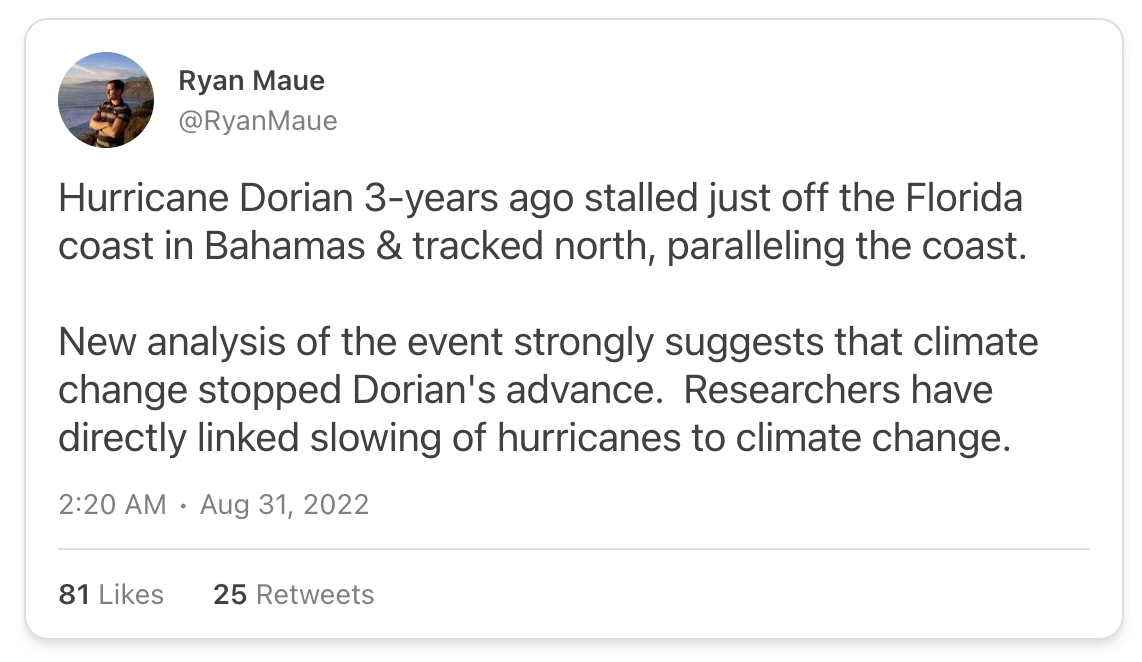 Ryan Maue
@RyanMaue
Hurricane Dorian 3-years ago stalled just off the Florida
coast in Bahamas & tracked north, paralleling the coast.
New analysis of the event strongly suggests that climate
change stopped Dorian's advance.  Researchers have
directly linked slowing of hurricanes to climate change.
2:20 AM · Aug 31, 2022
81 Likes 25 Retweets